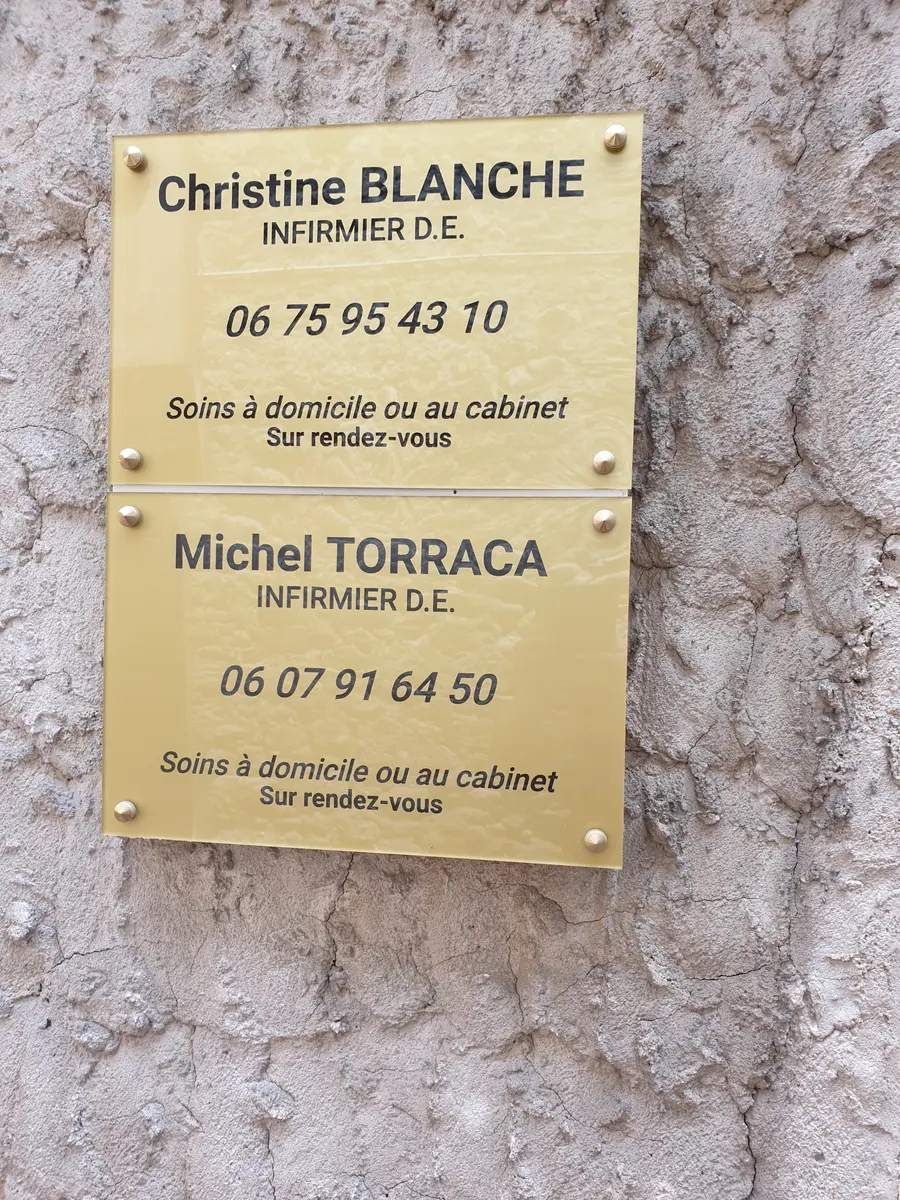 Christine BLANCHE
INFIRMIER D.E.
06 75 95 43 10
Soins à domicile ou au cabinet
Sur rendez-vous
Michel TORRACA
INFIRMIER D.E.
06 07 91 64 50
Soins à domicile ou au cabinet
Sur rendez-vous